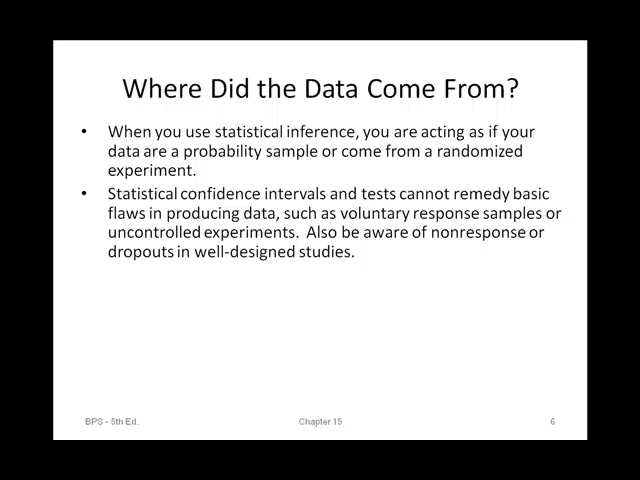 Where Did the Data Come From?
• When you use statistical inference, you are acting as if your
data are a probability sample or come from a randomized
experiment.
• Statistical confidence intervals and tests cannot remedy basic
flaws in producing data, such as voluntary response samples or
uncontrolled experiments.  Also be aware of nonresponse or
dropouts in well-designed studies.
BPS - 5th Ed.
Chapter 15
6